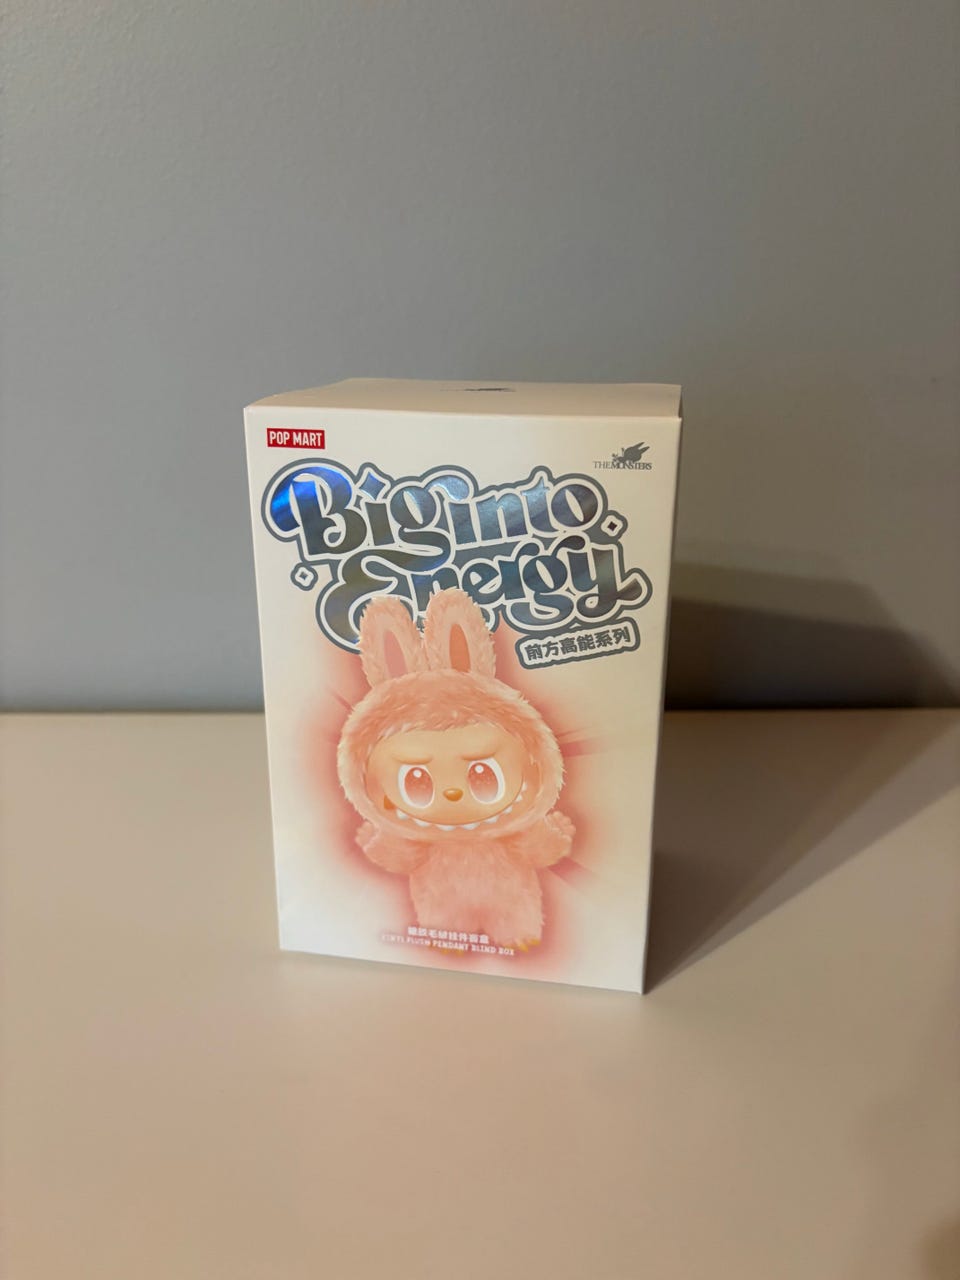 POP MART
THE MONSTERS
Big into
Energy
前方高能系列
搪胶毛绒挂件盲盒
VINYL PLUSH PENDANT BLIND BOX